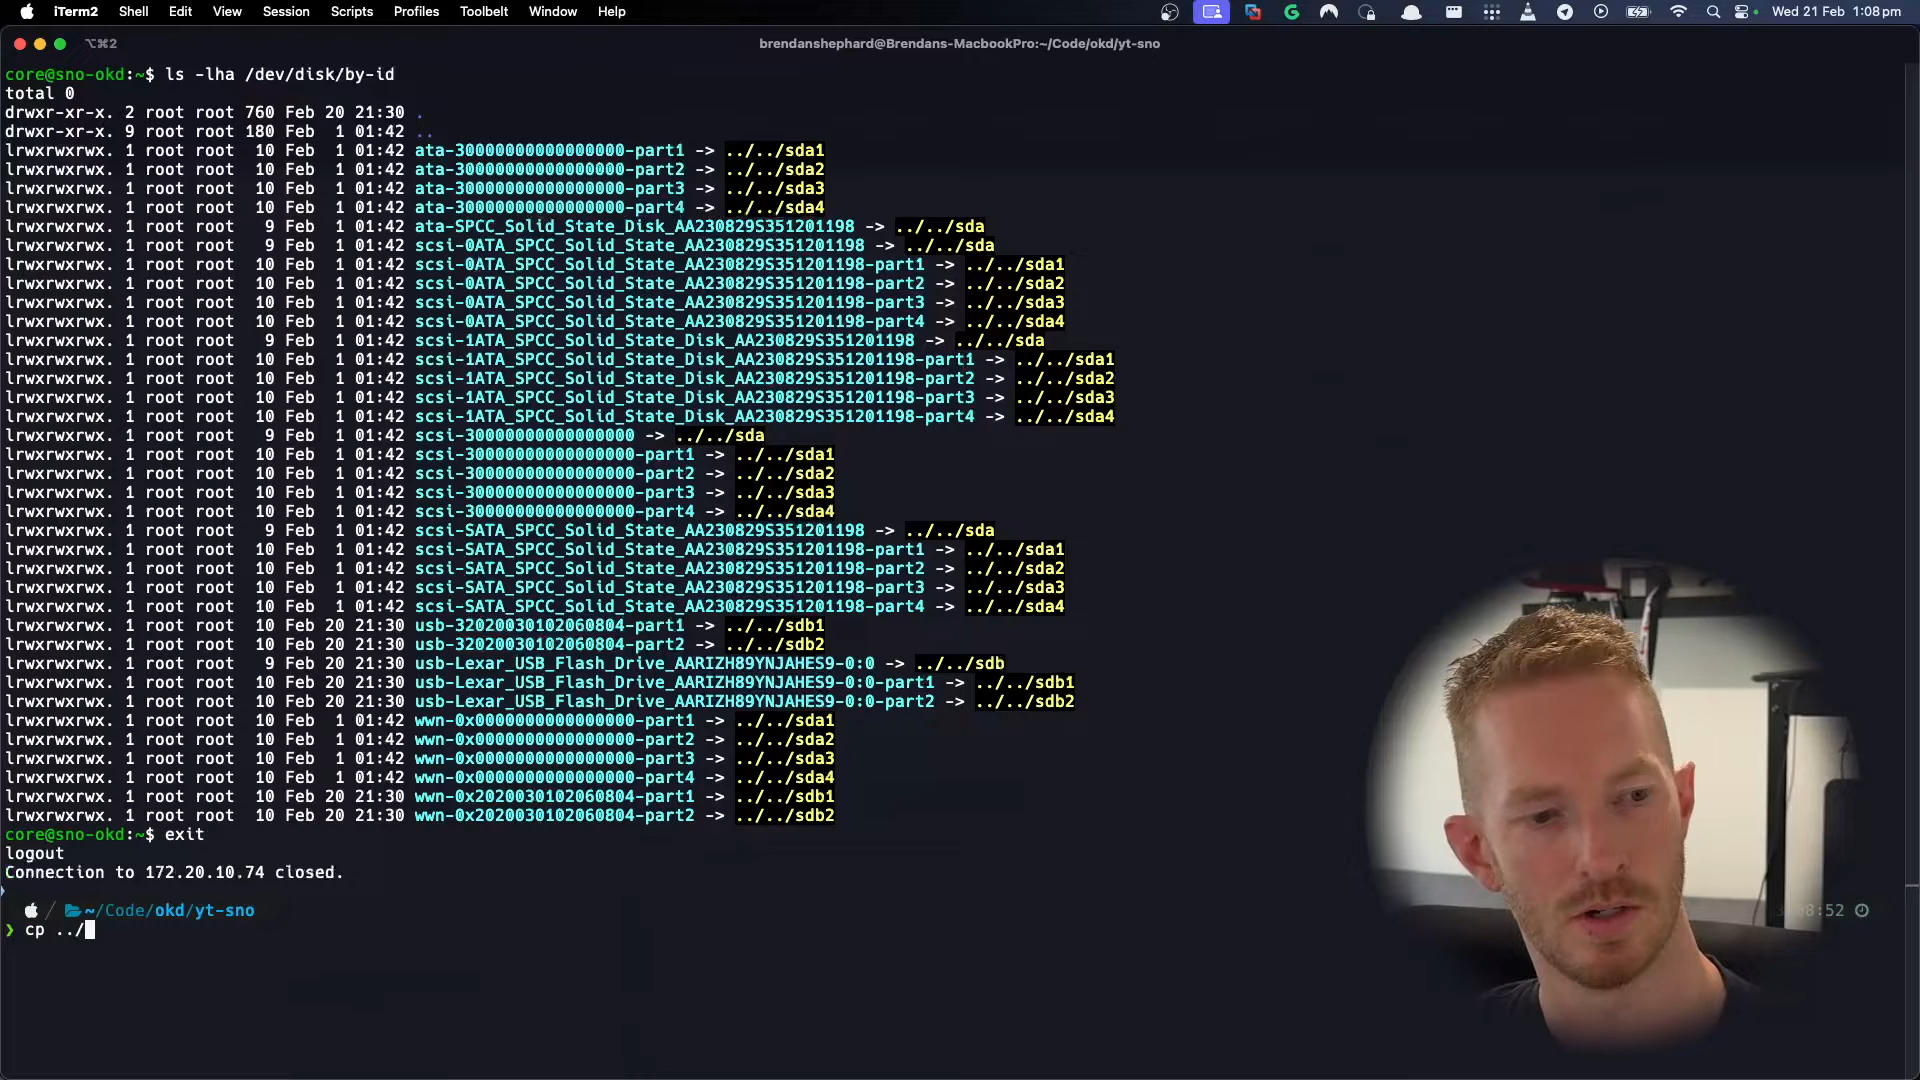 iTerm2 Shell Edit View Session Scripts Profiles Toolbelt Window Help Wed 21 Feb 1:08 pm
⌥⌘2 brendanshephard@Brendans-MacbookPro:~/Code/okd/yt-sno
core@sno-okd:~$ ls -lha /dev/disk/by-id
total 0
drwxr-xr-x. 2 root root 760 Feb 20 21:30 .
drwxr-xr-x. 9 root root 180 Feb  1 01:42 ..
lrwxrwxrwx. 1 root root  10 Feb  1 01:42 ata-30000000000000000-part1 -> ../../sda1
lrwxrwxrwx. 1 root root  10 Feb  1 01:42 ata-30000000000000000-part2 -> ../../sda2
lrwxrwxrwx. 1 root root  10 Feb  1 01:42 ata-30000000000000000-part3 -> ../../sda3
lrwxrwxrwx. 1 root root  10 Feb  1 01:42 ata-30000000000000000-part4 -> ../../sda4
lrwxrwxrwx. 1 root root   9 Feb  1 01:42 ata-SPCC_Solid_State_Disk_AA230829S351201198 -> ../../sda
lrwxrwxrwx. 1 root root   9 Feb  1 01:42 scsi-0ATA_SPCC_Solid_State_AA230829S351201198 -> ../../sda
lrwxrwxrwx. 1 root root  10 Feb  1 01:42 scsi-0ATA_SPCC_Solid_State_AA230829S351201198-part1 -> ../../sda1
lrwxrwxrwx. 1 root root  10 Feb  1 01:42 scsi-0ATA_SPCC_Solid_State_AA230829S351201198-part2 -> ../../sda2
lrwxrwxrwx. 1 root root  10 Feb  1 01:42 scsi-0ATA_SPCC_Solid_State_AA230829S351201198-part3 -> ../../sda3
lrwxrwxrwx. 1 root root  10 Feb  1 01:42 scsi-0ATA_SPCC_Solid_State_AA230829S351201198-part4 -> ../../sda4
lrwxrwxrwx. 1 root root   9 Feb  1 01:42 scsi-1ATA_SPCC_Solid_State_Disk_AA230829S351201198 -> ../../sda
lrwxrwxrwx. 1 root root  10 Feb  1 01:42 scsi-1ATA_SPCC_Solid_State_Disk_AA230829S351201198-part1 -> ../../sda1
lrwxrwxrwx. 1 root root  10 Feb  1 01:42 scsi-1ATA_SPCC_Solid_State_Disk_AA230829S351201198-part2 -> ../../sda2
lrwxrwxrwx. 1 root root  10 Feb  1 01:42 scsi-1ATA_SPCC_Solid_State_Disk_AA230829S351201198-part3 -> ../../sda3
lrwxrwxrwx. 1 root root  10 Feb  1 01:42 scsi-1ATA_SPCC_Solid_State_Disk_AA230829S351201198-part4 -> ../../sda4
lrwxrwxrwx. 1 root root   9 Feb  1 01:42 scsi-30000000000000000 -> ../../sda
lrwxrwxrwx. 1 root root  10 Feb  1 01:42 scsi-30000000000000000-part1 -> ../../sda1
lrwxrwxrwx. 1 root root  10 Feb  1 01:42 scsi-30000000000000000-part2 -> ../../sda2
lrwxrwxrwx. 1 root root  10 Feb  1 01:42 scsi-30000000000000000-part3 -> ../../sda3
lrwxrwxrwx. 1 root root  10 Feb  1 01:42 scsi-30000000000000000-part4 -> ../../sda4
lrwxrwxrwx. 1 root root   9 Feb  1 01:42 scsi-SATA_SPCC_Solid_State_AA230829S351201198 -> ../../sda
lrwxrwxrwx. 1 root root  10 Feb  1 01:42 scsi-SATA_SPCC_Solid_State_AA230829S351201198-part1 -> ../../sda1
lrwxrwxrwx. 1 root root  10 Feb  1 01:42 scsi-SATA_SPCC_Solid_State_AA230829S351201198-part2 -> ../../sda2
lrwxrwxrwx. 1 root root  10 Feb  1 01:42 scsi-SATA_SPCC_Solid_State_AA230829S351201198-part3 -> ../../sda3
lrwxrwxrwx. 1 root root  10 Feb  1 01:42 scsi-SATA_SPCC_Solid_State_AA230829S351201198-part4 -> ../../sda4
lrwxrwxrwx. 1 root root  10 Feb 20 21:30 usb-32020030102060804-part1 -> ../../sdb1
lrwxrwxrwx. 1 root root  10 Feb 20 21:30 usb-32020030102060804-part2 -> ../../sdb2
lrwxrwxrwx. 1 root root   9 Feb 20 21:30 usb-Lexar_USB_Flash_Drive_AARIZH89YNJAHES9-0:0 -> ../../sdb
lrwxrwxrwx. 1 root root  10 Feb 20 21:30 usb-Lexar_USB_Flash_Drive_AARIZH89YNJAHES9-0:0-part1 -> ../../sdb1
lrwxrwxrwx. 1 root root  10 Feb 20 21:30 usb-Lexar_USB_Flash_Drive_AARIZH89YNJAHES9-0:0-part2 -> ../../sdb2
lrwxrwxrwx. 1 root root  10 Feb  1 01:42 wwn-0x0000000000000000-part1 -> ../../sda1
lrwxrwxrwx. 1 root root  10 Feb  1 01:42 wwn-0x0000000000000000-part2 -> ../../sda2
lrwxrwxrwx. 1 root root  10 Feb  1 01:42 wwn-0x0000000000000000-part3 -> ../../sda3
lrwxrwxrwx. 1 root root  10 Feb  1 01:42 wwn-0x0000000000000000-part4 -> ../../sda4
lrwxrwxrwx. 1 root root  10 Feb 20 21:30 wwn-0x2020030102060804-part1 -> ../../sdb1
lrwxrwxrwx. 1 root root  10 Feb 20 21:30 wwn-0x2020030102060804-part2 -> ../../sdb2
core@sno-okd:~$ exit
logout
Connection to 172.20.10.74 closed.
~/Code/okd/yt-sno 8:52
❯ cp ../